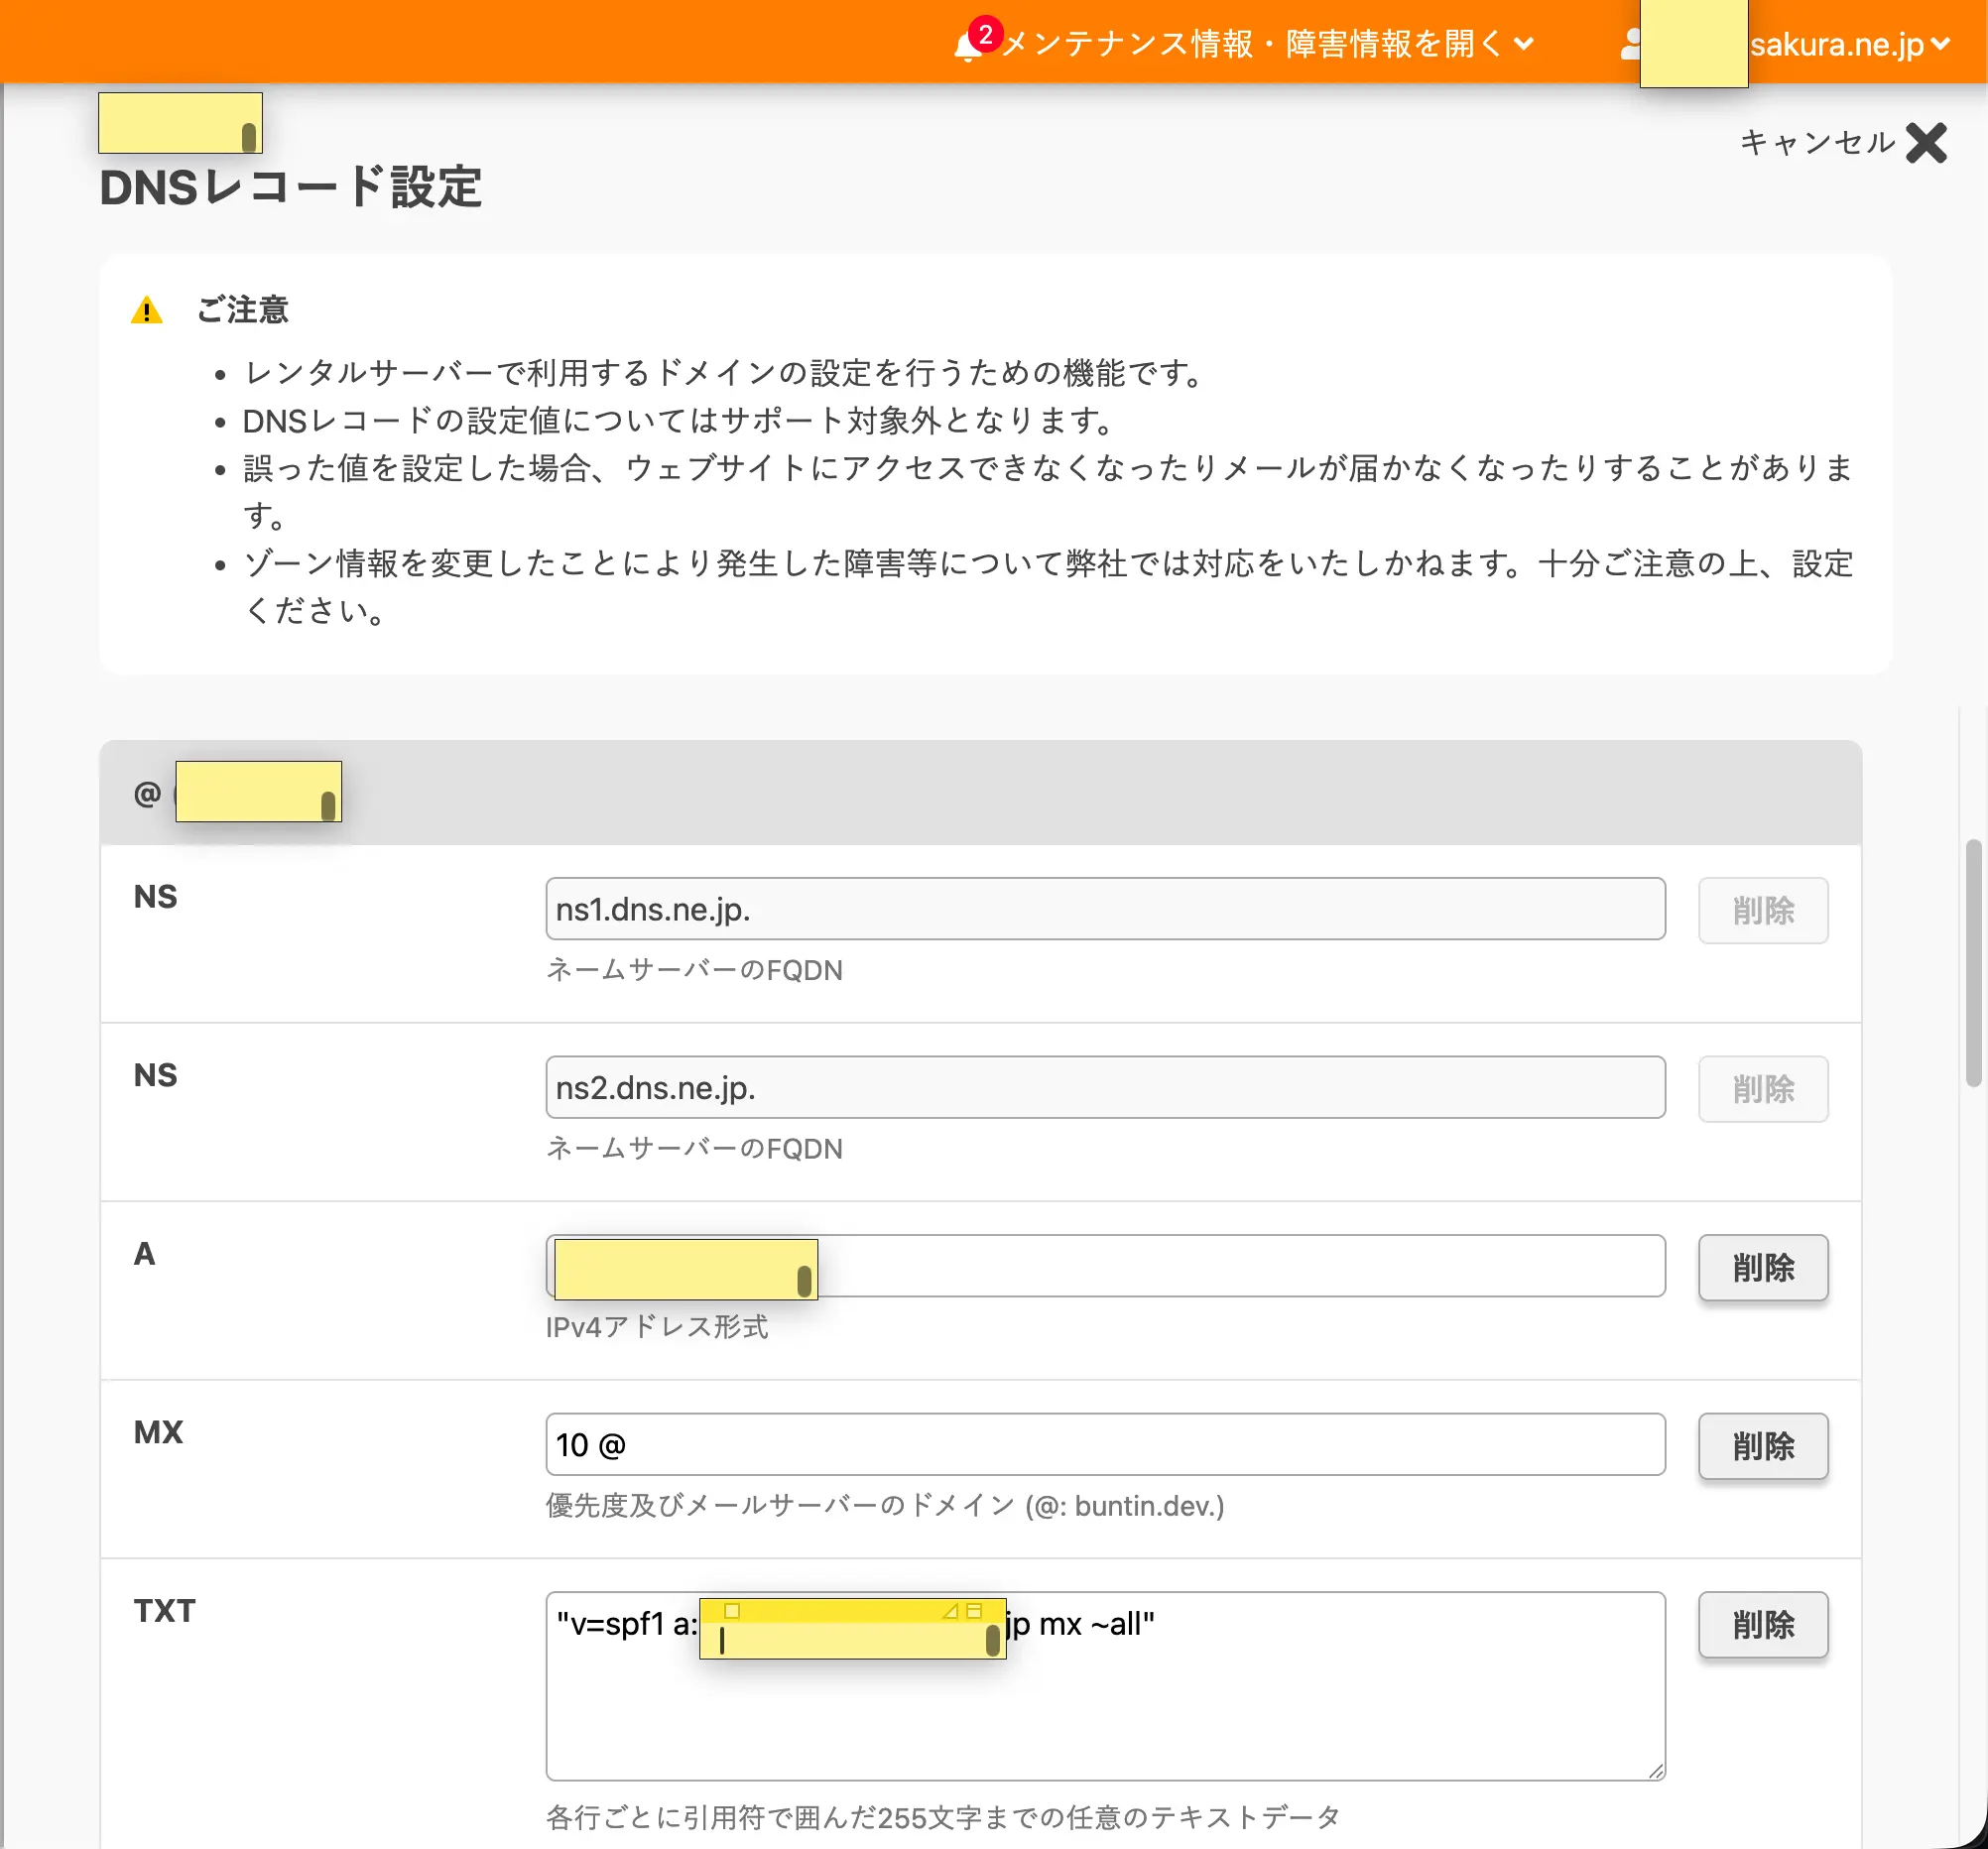 2
メンテナンス情報・障害情報を開く
sakura.ne.jp
キャンセル
DNSレコード設定
ご注意
レンタルサーバーで利用するドメインの設定を行うための機能です。
DNSレコードの設定値についてはサポート対象外となります。
誤った値を設定した場合、ウェブサイトにアクセスできなくなったりメールが届かなくなったりすることがありま
す。
ゾーン情報を変更したことにより発生した障害等について弊社では対応をいたしかねます。十分ご注意の上、設定
ください。
@
NS
ns1.dns.ne.jp.
削除
ネームサーバーのFQDN
NS
ns2.dns.ne.jp.
削除
ネームサーバーのFQDN
A
削除
IPv4アドレス形式
MX
10 @
削除
優先度及びメールサーバーのドメイン (@: buntin.dev.)
TXT
"v=spf1 a: jp mx ~all"
削除
各行ごとに引用符で囲んだ255文字までの任意のテキストデータ